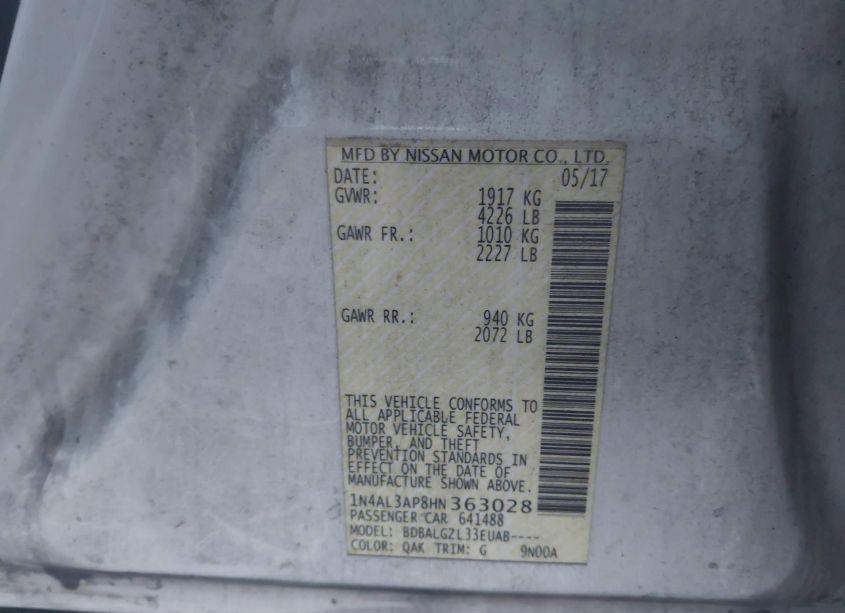 MFD BY NISSAN MOTOR CO., LTD.
DATE: 05/17
GVWR: 1917 KG
4226 LB
GAWR FR.: 1010 KG
2227 LB
GAWR RR.: 940 KG
2072 LB
THIS VEHICLE CONFORMS TO
ALL APPLICABLE FEDERAL
MOTOR VEHICLE SAFETY,
BUMPER, AND THEFT
PREVENTION STANDARDS IN
EFFECT ON THE DATE OF
MANUFACTURE SHOWN ABOVE.
1N4AL3AP8HN363028
PASSENGER CAR 641488
MODEL: BDBALGZL33EUAB----
COLOR: QAK TRIM: G 9N00A